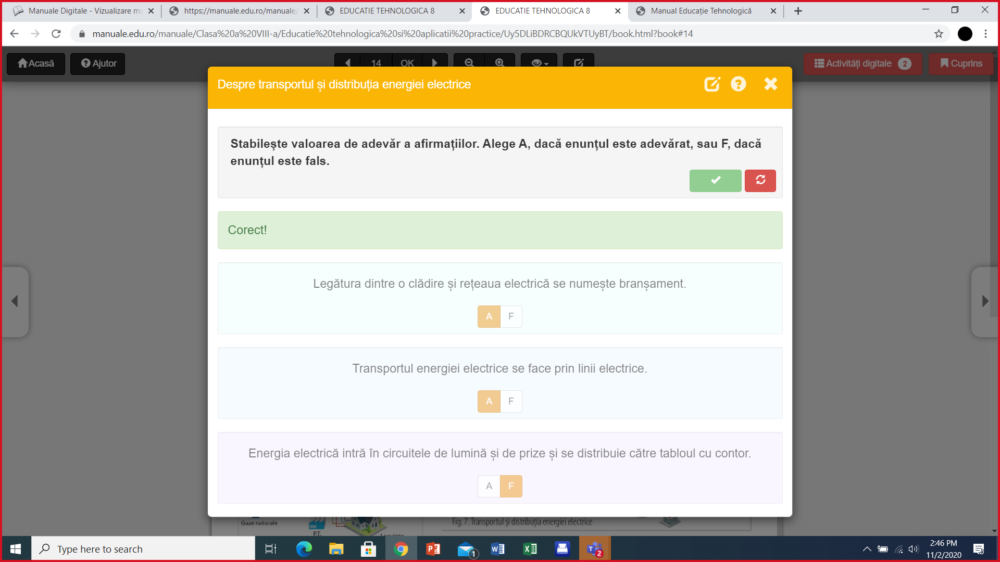 Manuale Digitale - Vizualizare ma
https://manuale.edu.ro/manuale/
EDUCATIE TEHNOLOGICA 8
EDUCATIE TEHNOLOGICA 8
Manual Educație Tehnologică
manuale.edu.ro/manuale/Clasa%20a%20VIII-a/Educatie%20tehnologica%20si%20aplicatii%20practice/Uy5DLiBDRCBQUkVTUyBT/book.html?book#14
Acasă
Ajutor
14
OK
Activități digitale 2
Cuprins
Despre transportul și distribuția energiei electrice
Stabilește valoarea de adevăr a afirmațiilor. Alege A, dacă enunțul este adevărat, sau F, dacă
enunțul este fals.
Corect!
Legătura dintre o clădire și rețeaua electrică se numește branșament.
A F
Transportul energiei electrice se face prin linii electrice.
A F
Energia electrică intră în circuitele de lumină și de prize și se distribuie către tabloul cu contor.
A F
Gaze naturale
P.T.
Locuințe
Fig. 7. Transportul și distribuția energiei electrice
Type here to search
1
2
2:46 PM
11/2/2020